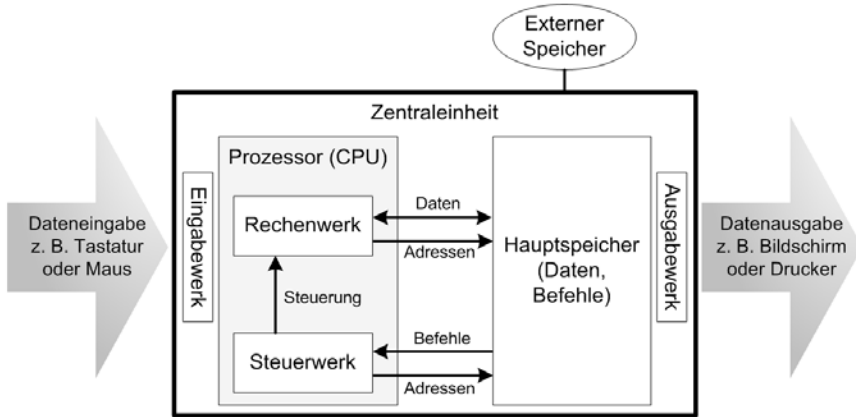 Externer
Speicher
Zentraleinheit
Prozessor (CPU)
Eingabewerk
Dateneingabe
z. B. Tastatur
oder Maus
Rechenwerk
Daten
Adressen
Steuerung
Steuerwerk
Befehle
Adressen
Hauptspeicher
(Daten,
Befehle)
Ausgabewerk
Datenausgabe
z. B. Bildschirm
oder Drucker